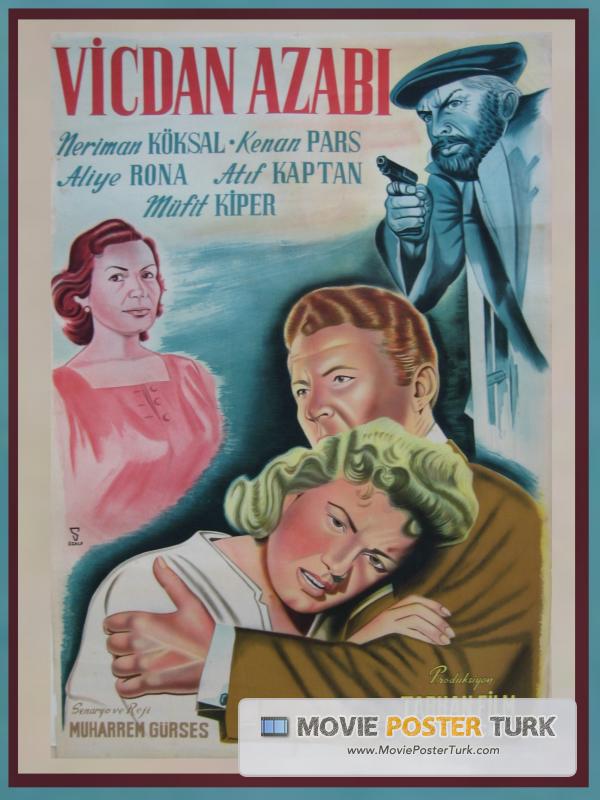 VİCDAN AZABI
Neriman KÖKSAL · Kenan PARS
Aliye RONA Atıf KAPTAN
Müfit KİPER
Senaryo ve Reji
MUHARREM GÜRSES
Prodüksiyon
MOVIE POSTER TURK
www.MoviePosterTurk.com